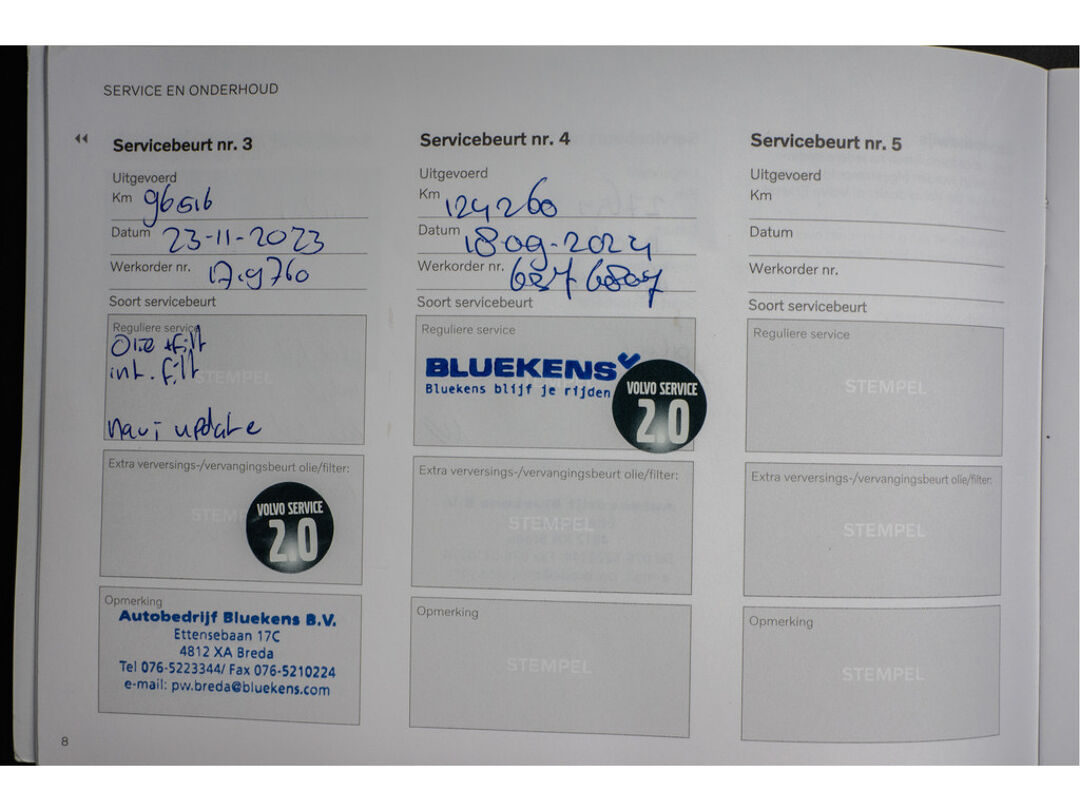 SERVICE EN ONDERHOUD
Servicebeurt nr. 3
Uitgevoerd
Km 96516
Datum 23-11-2023
Werkorder nr. 17.9760
Soort servicebeurt
Reguliere service
Olie + filt
int. filt
STEMPEL
navi update
Extra verversings-/vervangingsbeurt olie/filter:
STEM
VOLVO SERVICE
2.0
Opmerking
Autobedrijf Bluekens B.V.
Ettensebaan 17C
4812 XA Breda
Tel 076-5223344/ Fax 076-5210224
e-mail: pw.breda@bluekens.com
Servicebeurt nr. 4
Uitgevoerd
Km 124260
Datum 18-09-2024
Werkorder nr.
Soort servicebeurt
Reguliere service
BLUEKENS
Bluekens blijf je rijden
VOLVO SERVICE
2.0
Extra verversings-/vervangingsbeurt olie/filter:
STEMPEL
Opmerking
STEMPEL
Servicebeurt nr. 5
Uitgevoerd
Km
Datum
Werkorder nr.
Soort servicebeurt
Reguliere service
STEMPEL
Extra verversings-/vervangingsbeurt olie/filter:
STEMPEL
Opmerking
STEMPEL
8